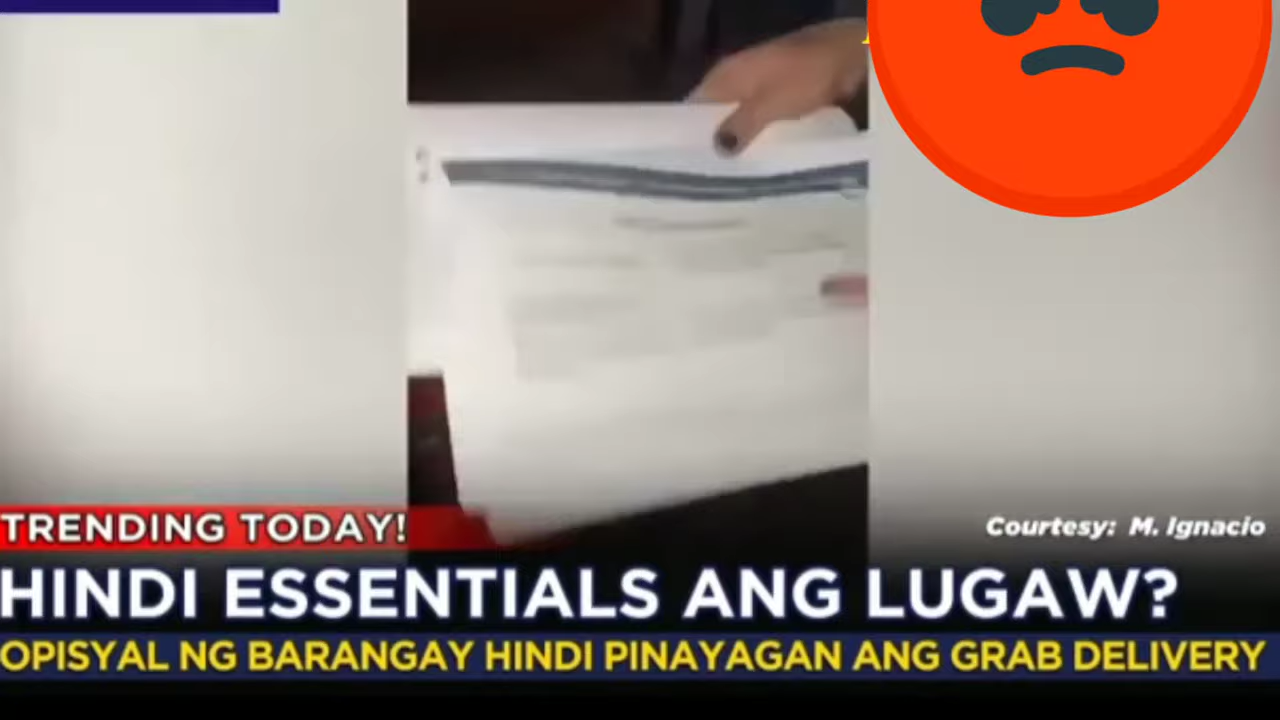 TRENDING TODAY!
Courtesy: M. Ignacio
HINDI ESSENTIALS ANG LUGAW?
OPISYAL NG BARANGAY HINDI PINAYAGAN ANG GRAB DELIVERY